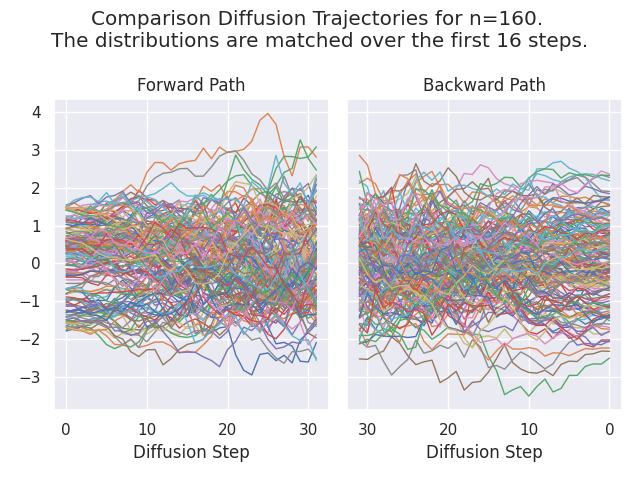 Comparison Diffusion Trajectories for n=160.
The distributions are matched over the first 16 steps.
Forward Path
Backward Path
4
3
2
1
0
−1
−2
−3
0
10
20
30
30
20
10
0
Diffusion Step
Diffusion Step